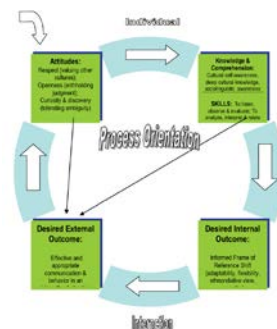 Individual
Attitudes:
Respect (valuing other
cultures)
Openness (withholding
judgment)
Curiosity & discovery
(tolerating ambiguity)
Knowledge &
Comprehension:
Cultural self-awareness,
deep cultural knowledge,
sociolinguistic awareness
SKILLS: To listen,
observe & evaluate; To
analyze, interpret & relate
Process Orientation
Desired External
Outcome:
Effective and
appropriate
communication &
behavior in an
Desired Internal
Outcome:
Informed Frame of
Reference Shift
(adaptability, flexibility,
ethnorelative view,
Interaction